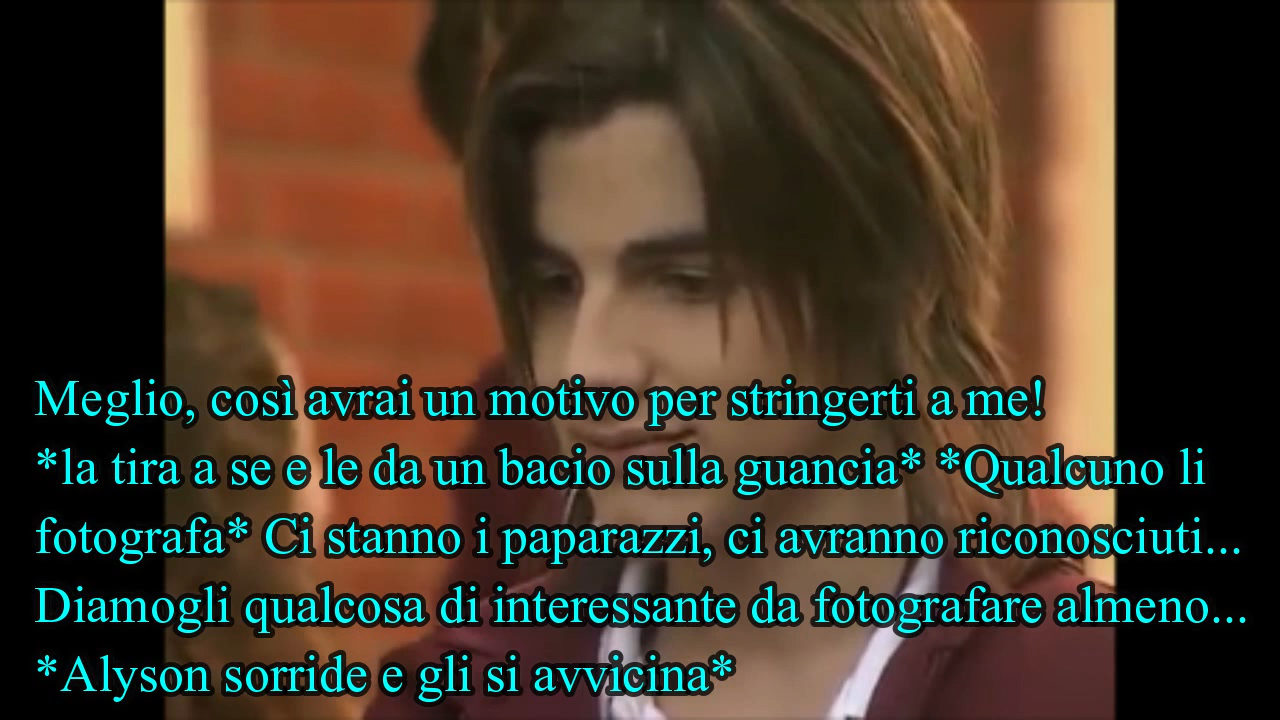 Meglio, così avrai un motivo per stringerti a me!
*la tira a se e le da un bacio sulla guancia* *Qualcuno li
fotografa* Ci stanno i paparazzi, ci avranno riconosciuti...
Diamogli qualcosa di interessante da fotografare almeno...
*Alyson sorride e gli si avvicina*